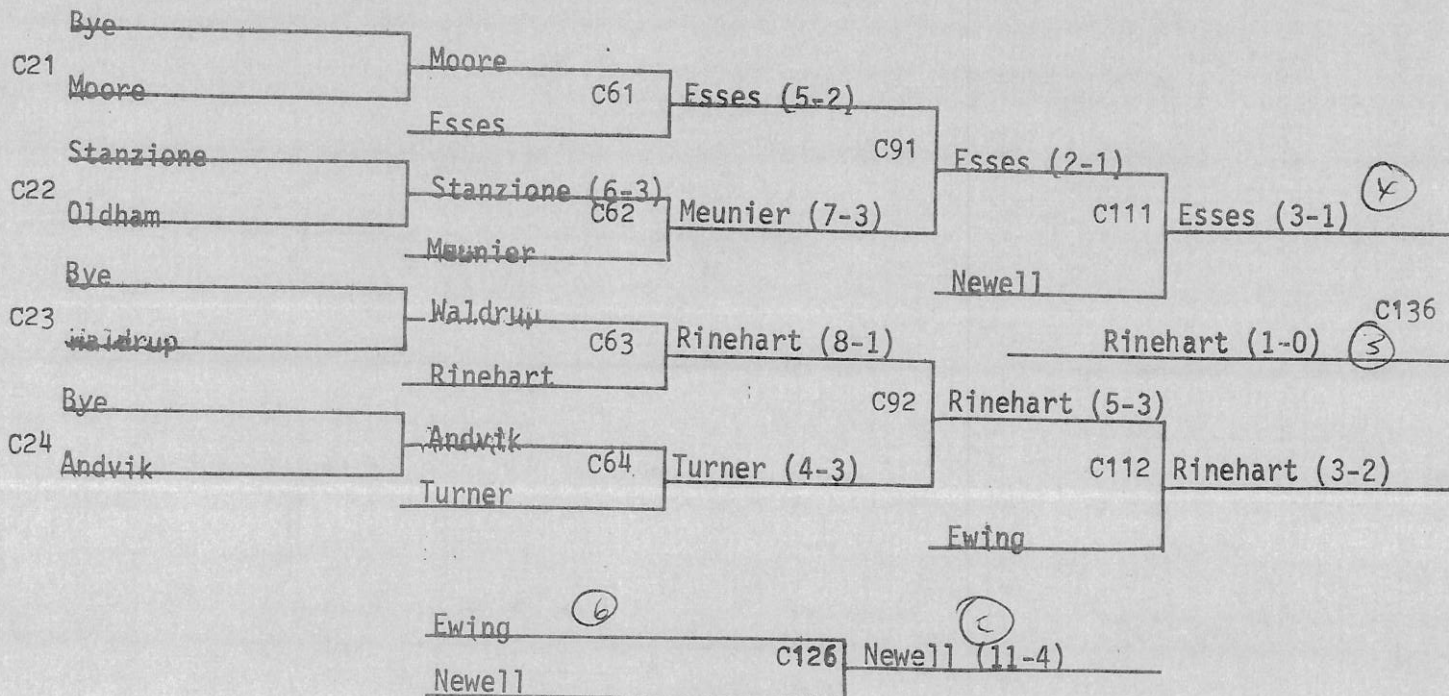 Bye
C21
Moore
Moore
C61
Esses (5-2)
Esses
Stanzione
C91
Esses (2-1)
C22
Stanzione (6-3)
C62
Oldham
Meunier (7-3)
C111
Esses (3-1)
4
Meunier
Bye
Newell
C23
Waldrup
C136
Waldrup
C63
Rinehart (8-1)
Rinehart (1-0)
3
Rinehart
Bye
C92
Rinehart (5-3)
C24
Andvik
Andvik
C64
Turner (4-3)
C112
Rinehart (3-2)
Turner
Ewing
Ewing
6
C126
Newell (11-4)
Newell